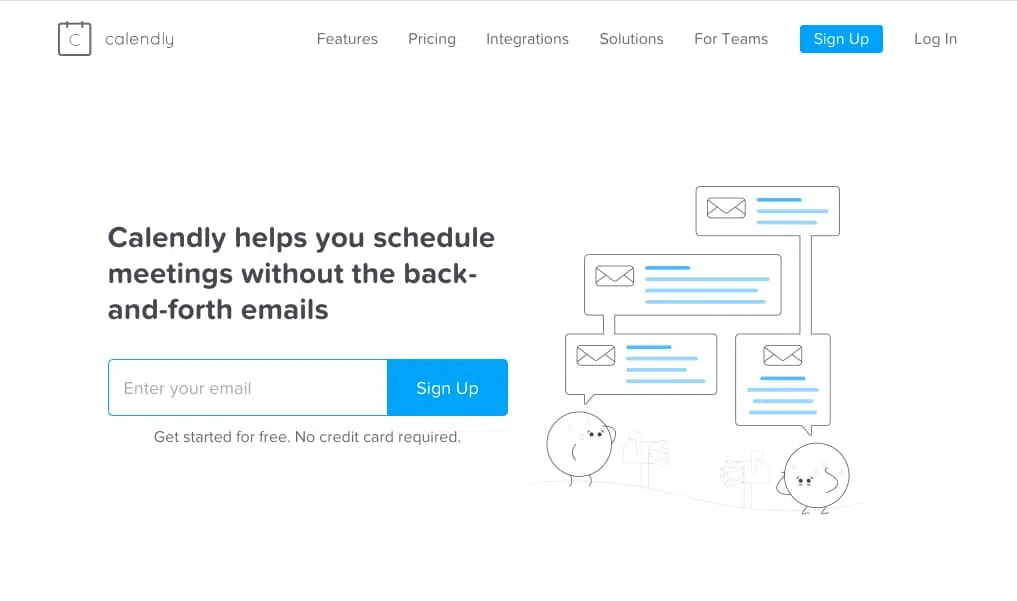 C calendly
Features Pricing Integrations Solutions For Teams Sign Up Log In
Calendly helps you schedule
meetings without the back-
and-forth emails
Enter your email Sign Up
Get started for free. No credit card required.